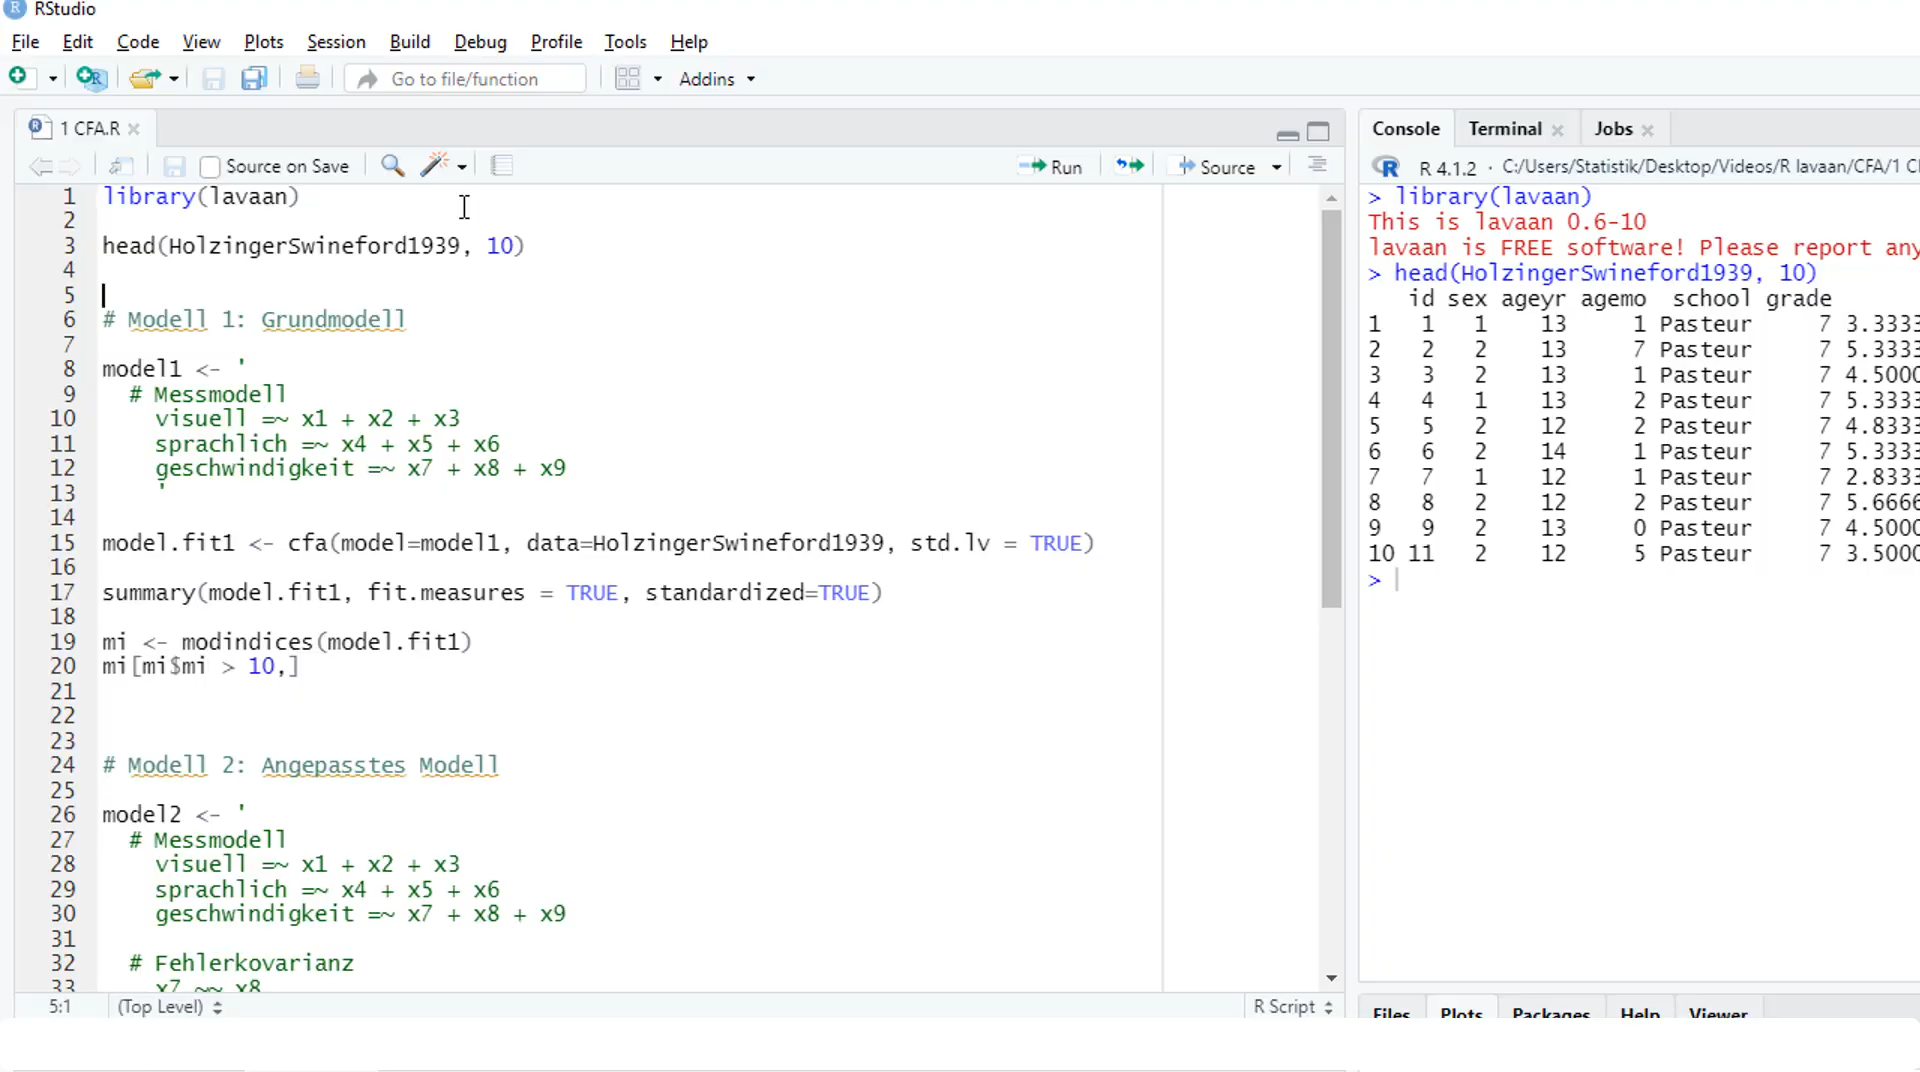 RStudio
File Edit Code View Plots Session Build Debug Profile Tools Help
Go to file/function Addins
1 CFA.R
Source on Save Run Source
1 library(lavaan)
2
3 head(HolzingerSwineford1939, 10)
4
5
6 # Modell 1: Grundmodell
7
8 model1 <- '
9 # Messmodell
10 visuell =~ x1 + x2 + x3
11 sprachlich =~ x4 + x5 + x6
12 geschwindigkeit =~ x7 + x8 + x9
13 '
14
15 model.fit1 <- cfa(model=model1, data=HolzingerSwineford1939, std.lv = TRUE)
16
17 summary(model.fit1, fit.measures = TRUE, standardized=TRUE)
18
19 mi <- modindices(model.fit1)
20 mi[mi$mi > 10,]
21
22
23
24 # Modell 2: Angepasstes Modell
25
26 model2 <- '
27 # Messmodell
28 visuell =~ x1 + x2 + x3
29 sprachlich =~ x4 + x5 + x6
30 geschwindigkeit =~ x7 + x8 + x9
31
32 # Fehlerkovarianz
33 x7 ~~ x8
5:1 (Top Level) R Script
Console Terminal Jobs
R 4.1.2 · C:/Users/Statistik/Desktop/Videos/R lavaan/CFA/1 C
> library(lavaan)
This is lavaan 0.6-10
lavaan is FREE software! Please report any
> head(HolzingerSwineford1939, 10)
id sex ageyr agemo school grade
1 1 1 13 1 Pasteur 7 3.3333
2 2 2 13 7 Pasteur 7 5.3333
3 3 2 13 1 Pasteur 7 4.5000
4 4 1 13 2 Pasteur 7 5.3333
5 5 2 12 2 Pasteur 7 4.8333
6 6 2 14 1 Pasteur 7 5.3333
7 7 1 12 1 Pasteur 7 2.8333
8 8 2 12 2 Pasteur 7 5.6666
9 9 2 13 0 Pasteur 7 4.5000
10 11 2 12 5 Pasteur 7 3.5000
>
Files Plots Packages Help Viewer